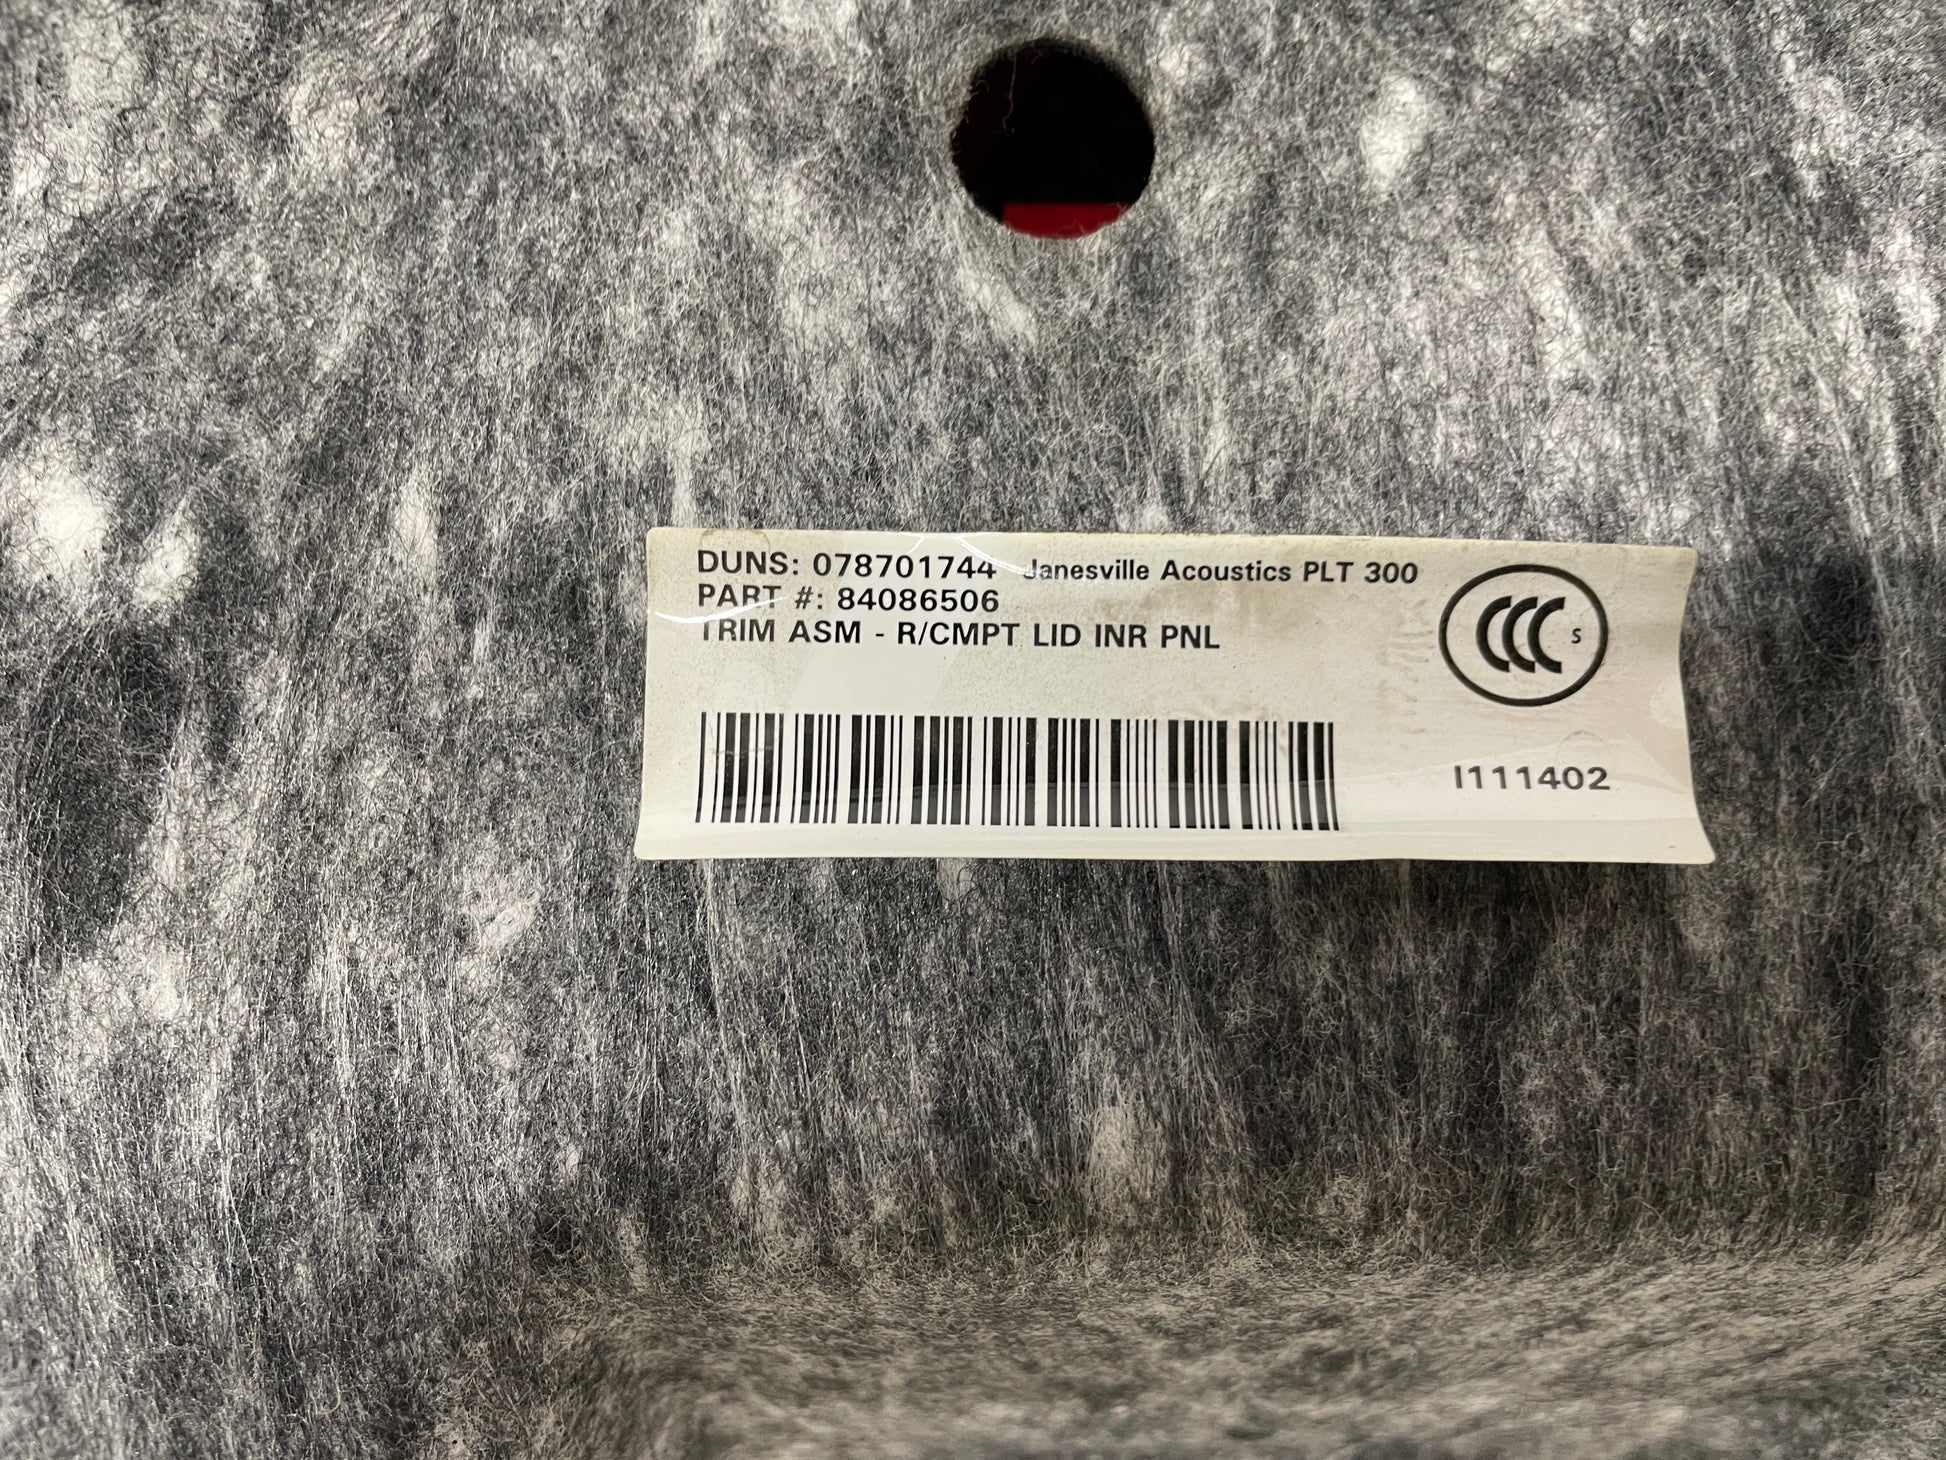 DUNS: 078701744 Janesville Acoustics PLT 300
PART #: 84086506
TRIM ASM - R/CMPT LID INR PNL
CCC S
I111402